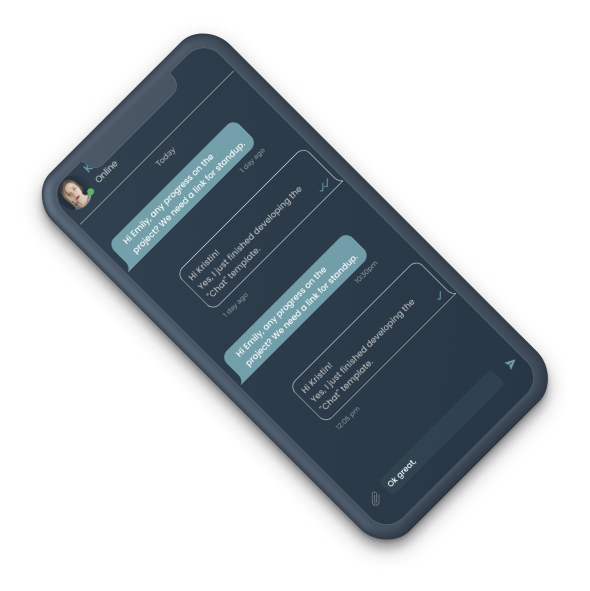 K
Online
Today
Hi Emily, any progress on the
project? We need a link for standup.
1 day ago
Hi Kristin!
Yes, I just finished developing the
"Chat" template.
1 day ago
Hi Emily, any progress on the
project? We need a link for standup.
10:30pm
Hi Kristin!
Yes, I just finished developing the
"Chat" template.
12:05 pm
Ok great,